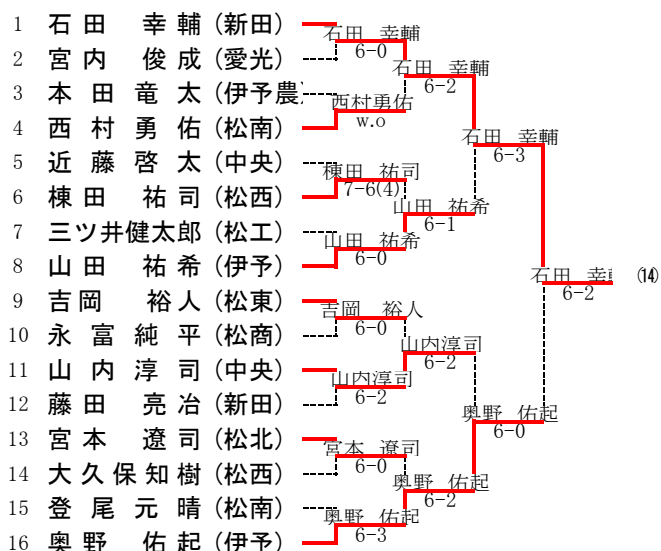 1 石田 幸輔(新田)
2 宮内 俊成(愛光)
3 本田竜太(伊予農)
4 西村勇佑(松南)
5 近藤啓太(中央)
6 棟田 祐司(松西)
7 三ツ井健太郎(松工)
8 山田 祐希(伊予)
9 吉岡 裕人(松東)
10 永富純平(松商)
11 山内淳司(中央)
12 藤田 亮冶(新田)
13 宮本 遼司(松北)
14 大久保知樹(松西)
15 登尾元晴(松南)
16 奥野 佑起(伊予)
石田 幸輔
6-0
西村勇佑
w.o
棟田 祐司
7-6(4)
山田 祐希
6-0
吉岡 裕人
6-0
山内淳司
6-2
宮本 遼司
6-0
奥野 佑起
6-3
石田 幸輔
6-2
山田 祐希
6-1
山内淳司
6-2
奥野 佑起
6-2
石田 幸輔
6-3
奥野 佑起
6-0
石田 幸
6-2
(14)